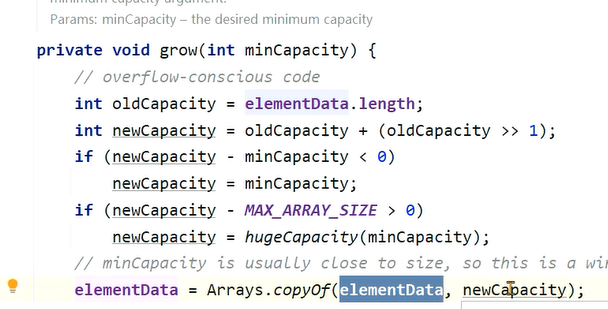 minimum capacity argument.
Params: minCapacity – the desired minimum capacity
private void grow(int minCapacity) {
// overflow-conscious code
int oldCapacity = elementData.length;
int newCapacity = oldCapacity + (oldCapacity >> 1);
if (newCapacity - minCapacity < 0)
newCapacity = minCapacity;
if (newCapacity - MAX_ARRAY_SIZE > 0)
newCapacity = hugeCapacity(minCapacity);
// minCapacity is usually close to size, so this is a win
elementData = Arrays.copyOf(elementData, newCapacity);